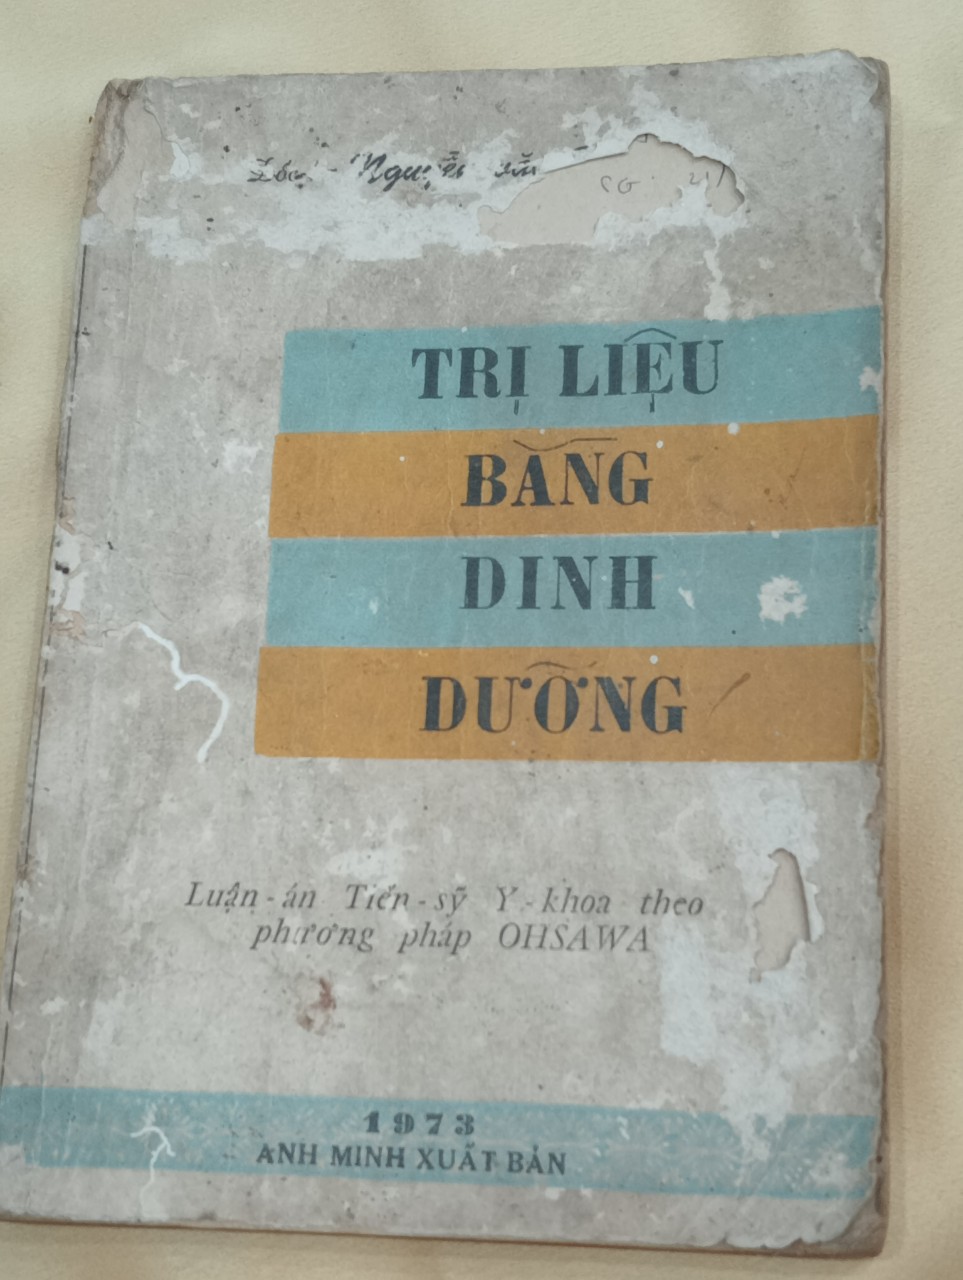 Nguyễn
TRỊ LIỆU
BẰNG
DINH
DƯỠNG
Luận-án Tiến-sỹ Y-khoa theo
phương pháp OHSAWA
1973
ANH MINH XUẤT BẢN